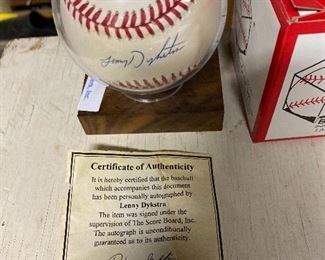 Lenny Dykstra
Certificate of Authenticity
It is hereby certified that the baseball
which accompanies this document
has been personally autographed by
Lenny Dykstra
The item was signed under the
supervision of The Score Board, Inc.
The autograph is unconditionally
guaranteed as to its authenticity.